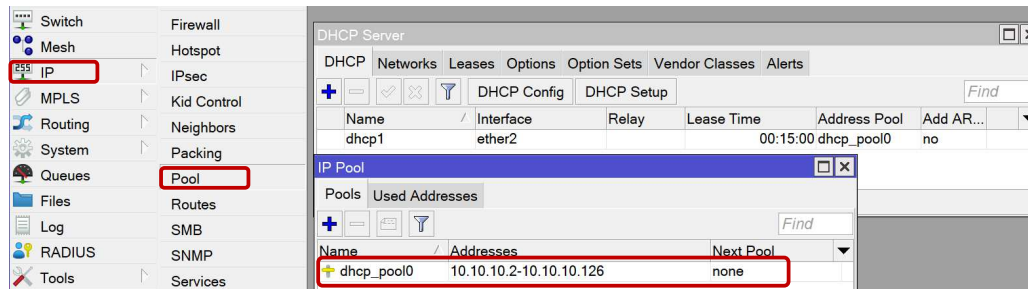 Switch
Mesh
255 IP
MPLS
Routing
System
Queues
Files
Log
RADIUS
Tools
Firewall
Hotspot
IPsec
Kid Control
Neighbors
Packing
Pool
Routes
SMB
SNMP
Services
DHCP Server
DHCP Networks Leases Options Option Sets Vendor Classes Alerts
DHCP Config DHCP Setup Find
Name Interface Relay Lease Time Address Pool Add AR...
dhcp1 ether2 00:15:00 dhcp_pool0 no
IP Pool
Pools Used Addresses
Find
Name Addresses Next Pool
dhcp_pool0 10.10.10.2-10.10.10.126 none